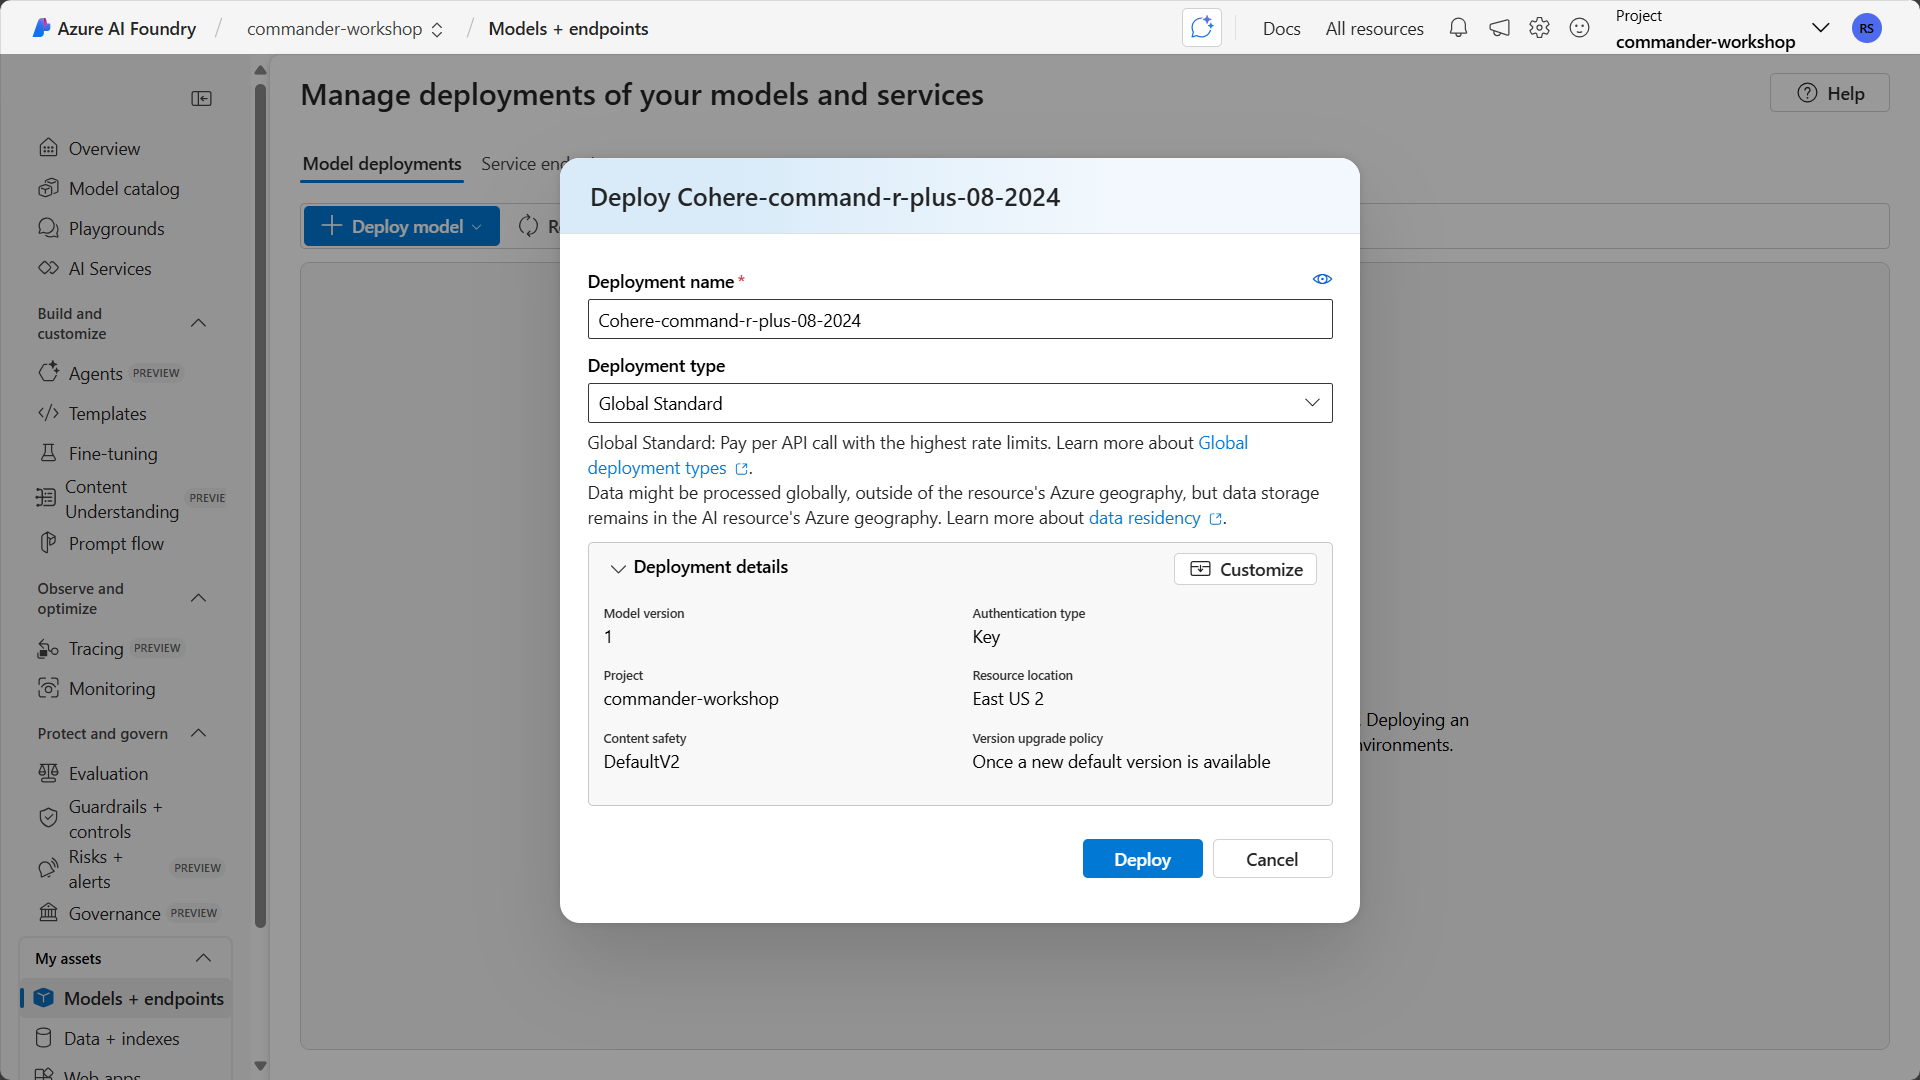 Azure AI Foundry / commander-workshop / Models + endpoints
Docs All resources
Project
commander-workshop
RS
Manage deployments of your models and services
Help
Overview
Model catalog
Playgrounds
AI Services
Build and
customize
Agents PREVIEW
Templates
Fine-tuning
Content
Understanding PREVIE
Prompt flow
Observe and
optimize
Tracing PREVIEW
Monitoring
Protect and govern
Evaluation
Guardrails +
controls
Risks +
alerts PREVIEW
Governance PREVIEW
My assets
Models + endpoints
Data + indexes
Web apps
Model deployments Service
Deploy model
Deploy Cohere-command-r-plus-08-2024
Deployment name *
Cohere-command-r-plus-08-2024
Deployment type
Global Standard
Global Standard: Pay per API call with the highest rate limits. Learn more about Global
deployment types .
Data might be processed globally, outside of the resource's Azure geography, but data storage
remains in the AI resource's Azure geography. Learn more about data residency .
Deployment details
Customize
Model version
1
Authentication type
Key
Project
commander-workshop
Resource location
East US 2
Content safety
DefaultV2
Version upgrade policy
Once a new default version is available
Deploy Cancel
. Deploying an
vironments.